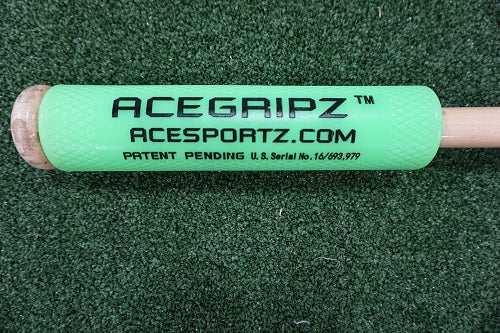 ACEGRIPZ™
ACESPORTZ.COM
PATENT PENDING U.S. Serial No. 16/693,979